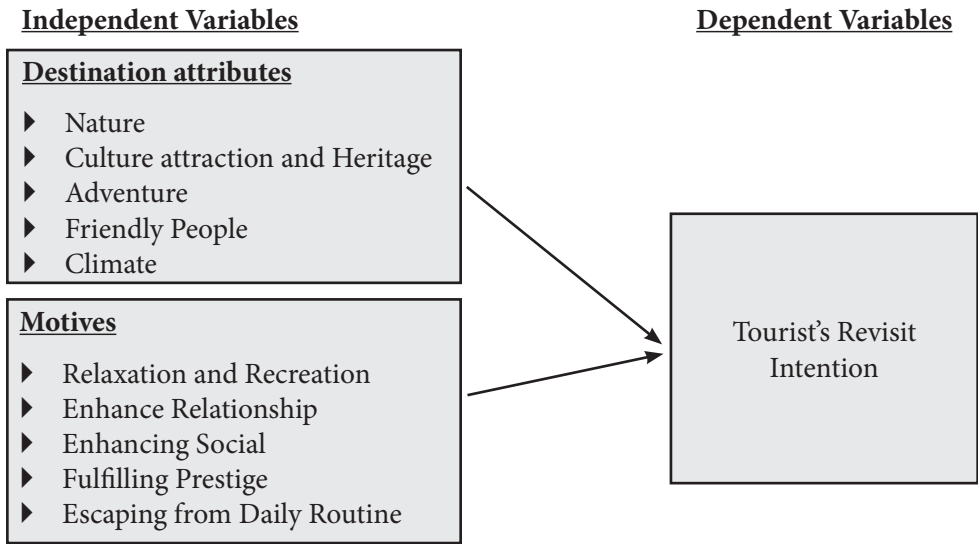 Independent Variables
Destination attributes
Nature
Culture attraction and Heritage
Adventure
Friendly People
Climate
Motives
Relaxation and Recreation
Enhance Relationship
Enhancing Social
Fulfilling Prestige
Escaping from Daily Routine
Dependent Variables
Tourist's Revisit
Intention